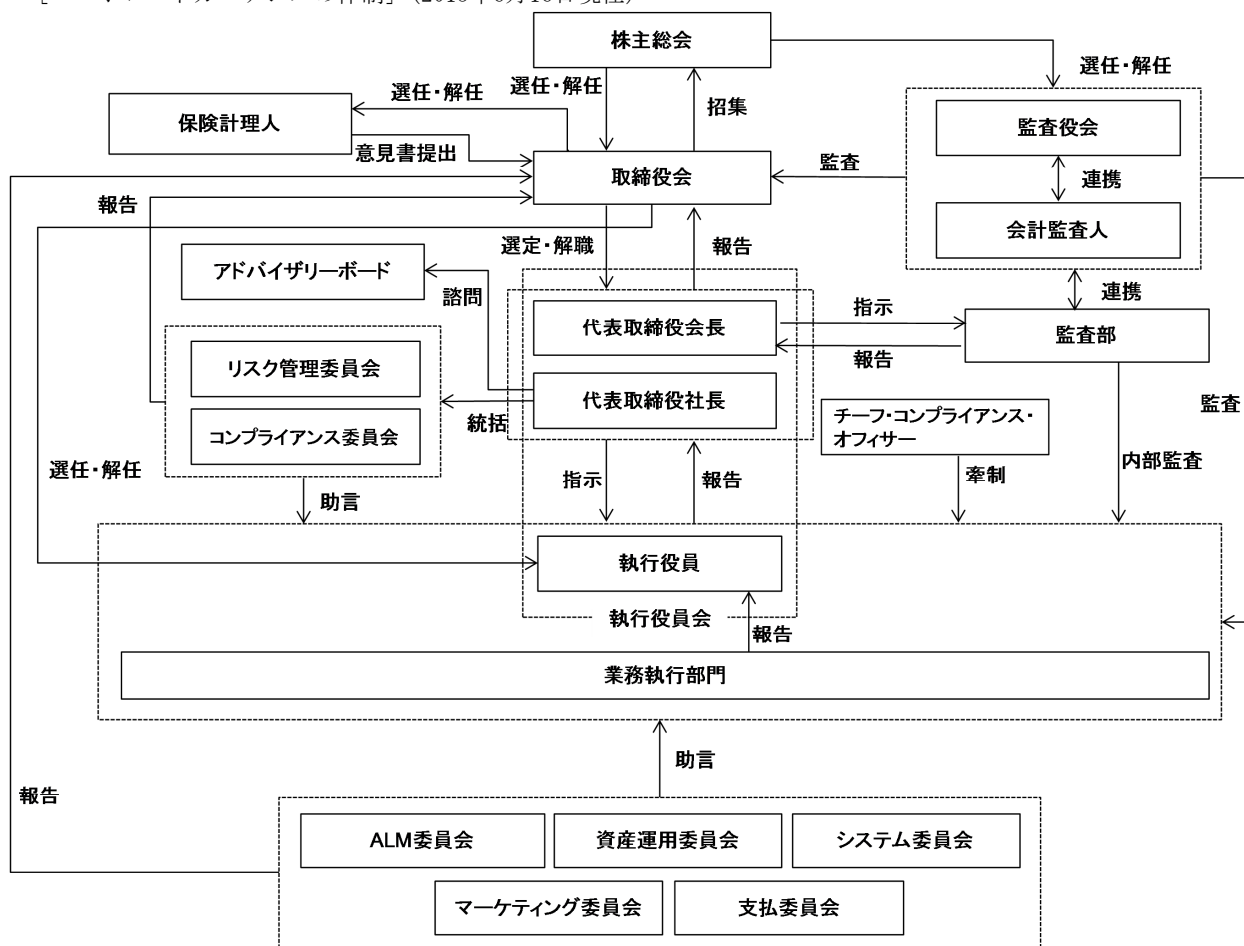 株主総会
選任・解任
選任・解任
選任・解任
招集
保険計理人
意見書提出
監査役会
連携
会計監査人
取締役会
監査
報告
選定・解職
報告
アドバイザリーボード
諮問
連携
代表取締役会長
指示
報告
監査部
リスク管理委員会
代表取締役社長
統括
コンプライアンス委員会
チーフ・コンプライアンス・
オフィサー
監査
選任・解任
助言
指示
報告
牽制
内部監査
執行役員
執行役員会
報告
業務執行部門
助言
報告
ALM委員会
資産運用委員会
システム委員会
マーケティング委員会
支払委員会